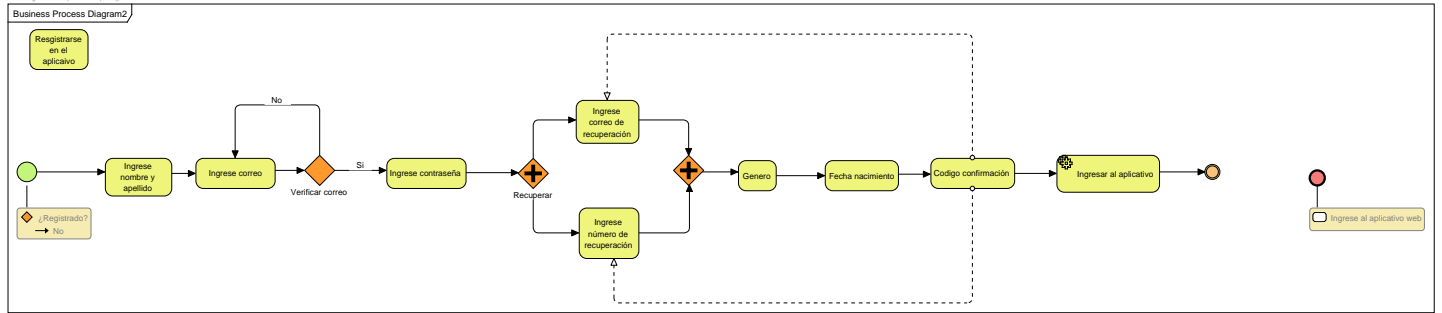 Business Process Diagram2
Resgistrarse
en el
aplicaivo
¿Registrado?
No
Ingrese
nombre y
apellido
Ingrese correo
No
Verificar correo
Si
Ingrese contraseña
Recuperar
Ingrese
correo de
recuperación
Ingrese
número de
recuperación
Genero
Fecha nacimiento
Codigo confirmación
Ingresar al aplicativo
Ingrese al aplicativo web